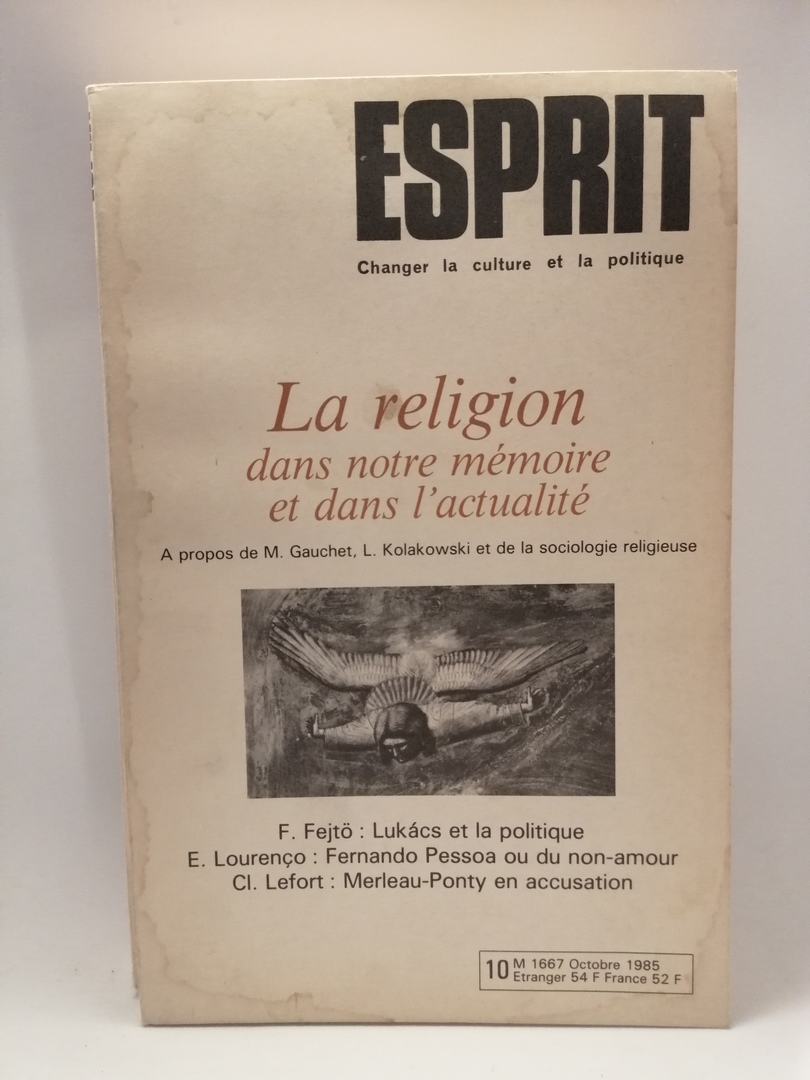 ESPRIT
Changer la culture et la politique
La religion
dans notre mémoire
et dans l'actualité
A propos de M. Gauchet, L. Kolakowski et de la sociologie religieuse
F. Fejtö : Lukács et la politique
E. Lourenço : Fernando Pessoa ou du non-amour
Cl. Lefort : Merleau-Ponty en accusation
10 M 1667 Octobre 1985
Etranger 54 F France 52 F